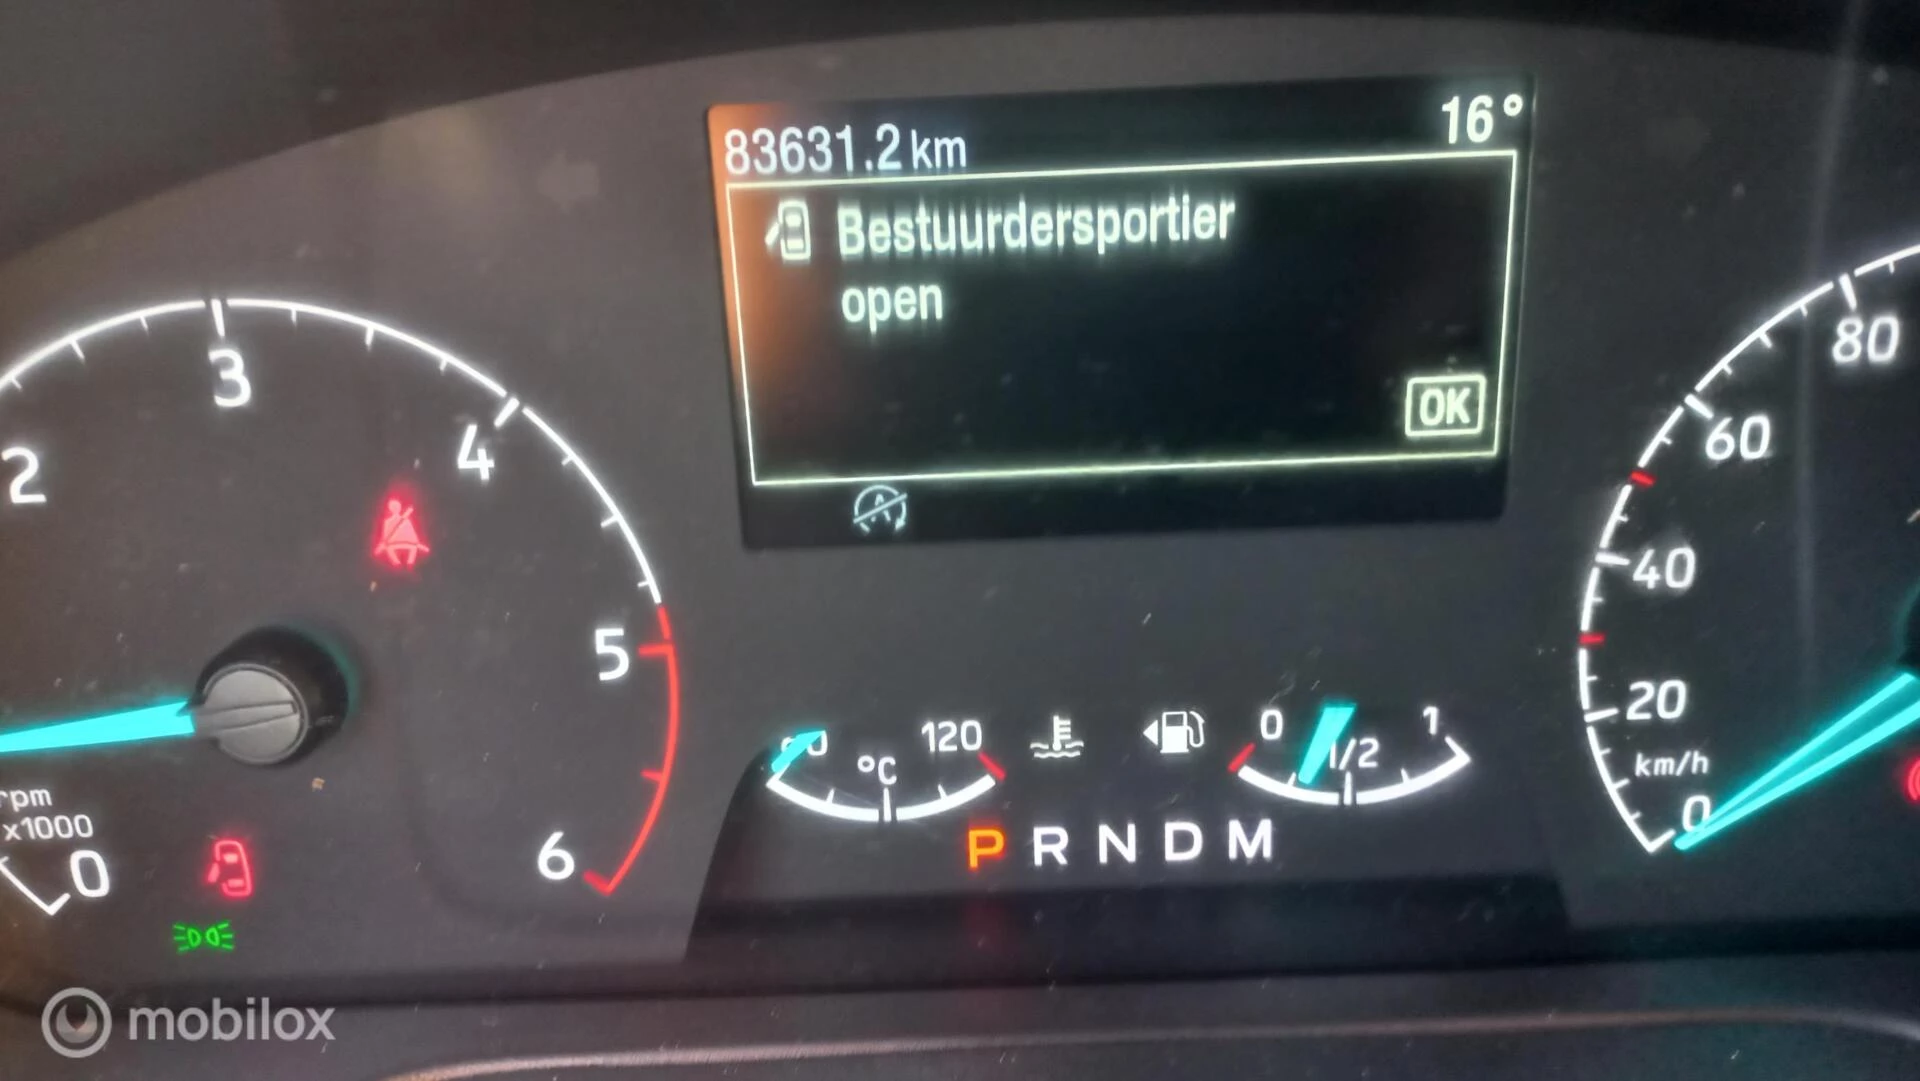 83631.2 km
16°
Bestuurdersportier
open
OK
2
3
4
5
6
0
rpm
x1000
120
°C
0
1/2
1
P R N D M
80
60
40
20
km/h
0
mobilox